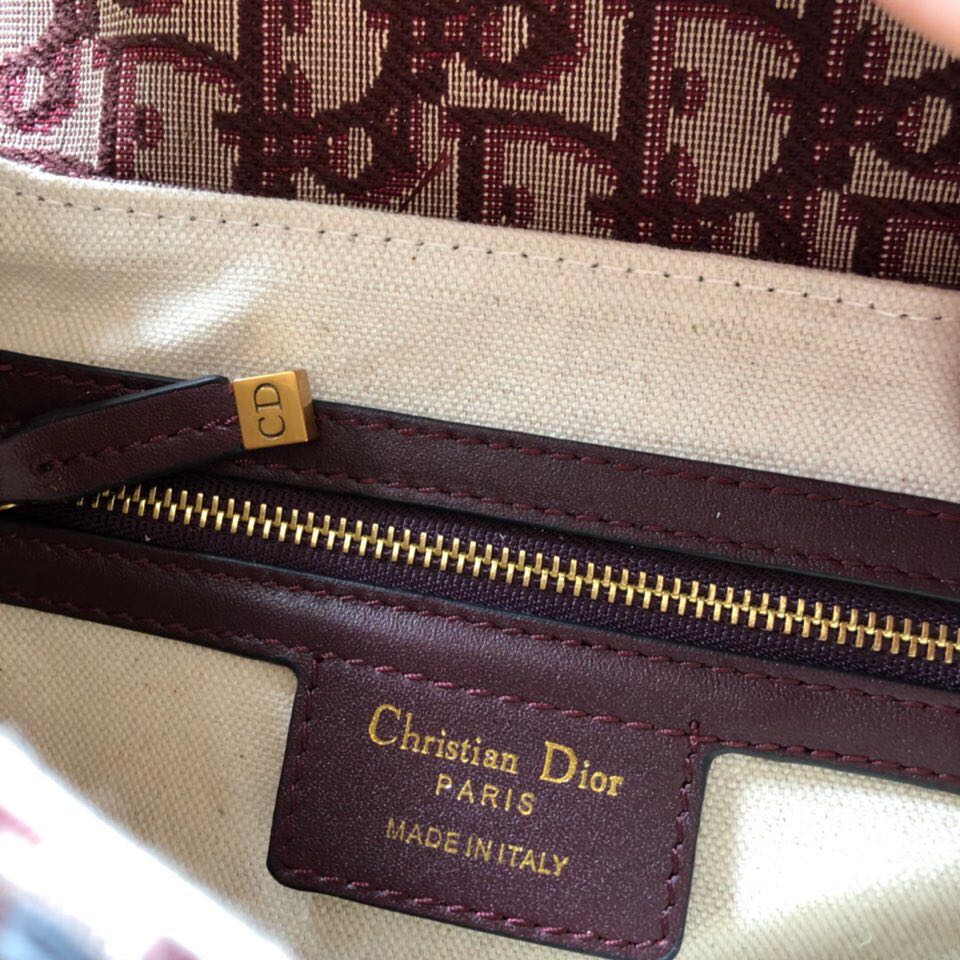 CD
Christian Dior
PARIS
MADE IN ITALY